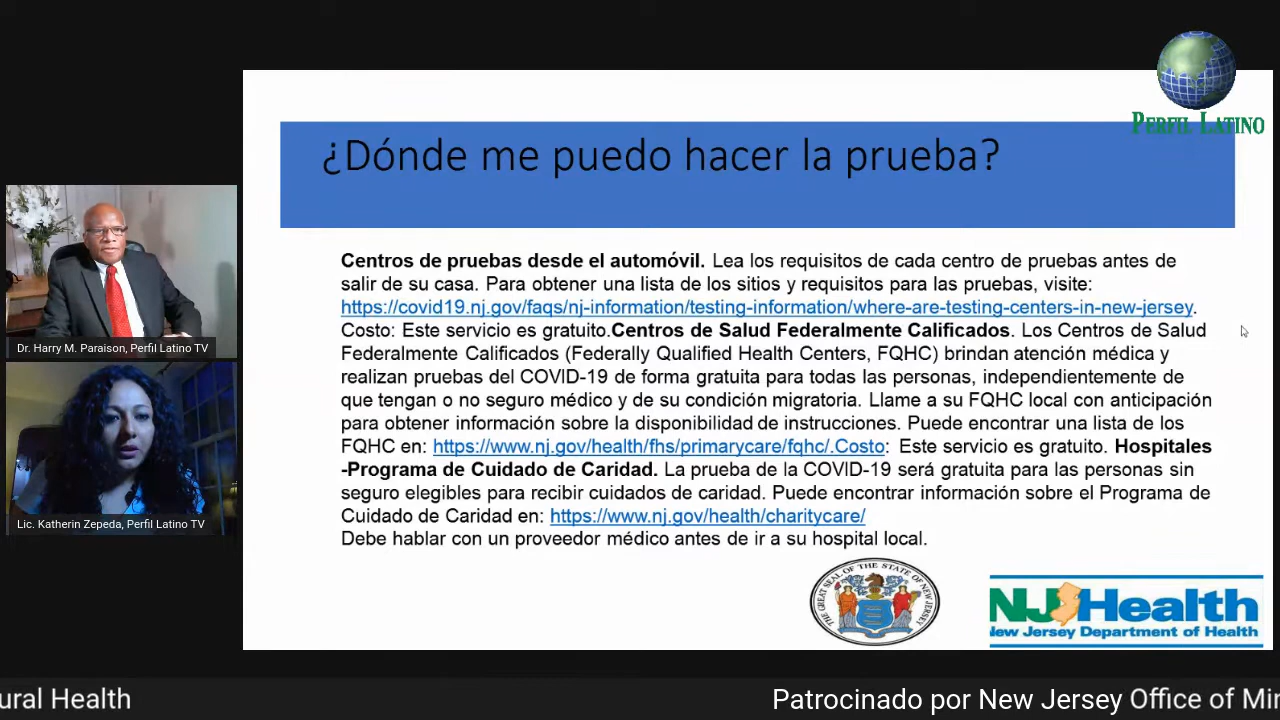 PERFIL LATINO
¿Dónde me puedo hacer la prueba?
Centros de pruebas desde el automóvil. Lea los requisitos de cada centro de pruebas antes de
salir de su casa. Para obtener una lista de los sitios y requisitos para las pruebas, visite:
https://covid19.nj.gov/faqs/nj-information/testing-information/where-are-testing-centers-in-new-jersey.
Costo: Este servicio es gratuito.Centros de Salud Federalmente Calificados. Los Centros de Salud
Federalmente Calificados (Federally Qualified Health Centers, FQHC) brindan atención médica y
realizan pruebas del COVID-19 de forma gratuita para todas las personas, independientemente de
que tengan o no seguro médico y de su condición migratoria. Llame a su FQHC local con anticipación
para obtener información sobre la disponibilidad de instrucciones. Puede encontrar una lista de los
FQHC en: https://www.nj.gov/health/fhs/primarycare/fqhc/.Costo: Este servicio es gratuito. Hospitales
-Programa de Cuidado de Caridad. La prueba de la COVID-19 será gratuita para las personas sin
seguro elegibles para recibir cuidados de caridad. Puede encontrar información sobre el Programa de
Cuidado de Caridad en: https://www.nj.gov/health/charitycare/
Debe hablar con un proveedor médico antes de ir a su hospital local.
THE GREAT SEAL OF THE STATE OF NEW JERSEY
NJ Health
New Jersey Department of Health
Dr. Harry M. Paraison, Perfil Latino TV
Lic. Katherin Zepeda, Perfil Latino TV
ural Health
Patrocinado por New Jersey Office of Min